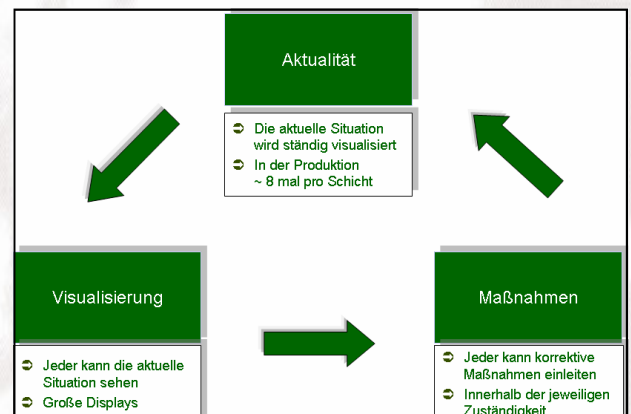 Aktualität
Die aktuelle Situation
wird ständig visualisiert
In der Produktion
~ 8 mal pro Schicht
Visualisierung
Jeder kann die aktuelle
Situation sehen
Große Displays
Maßnahmen
Jeder kann korrektive
Maßnahmen einleiten
Innerhalb der jeweiligen
Zuständigkeit